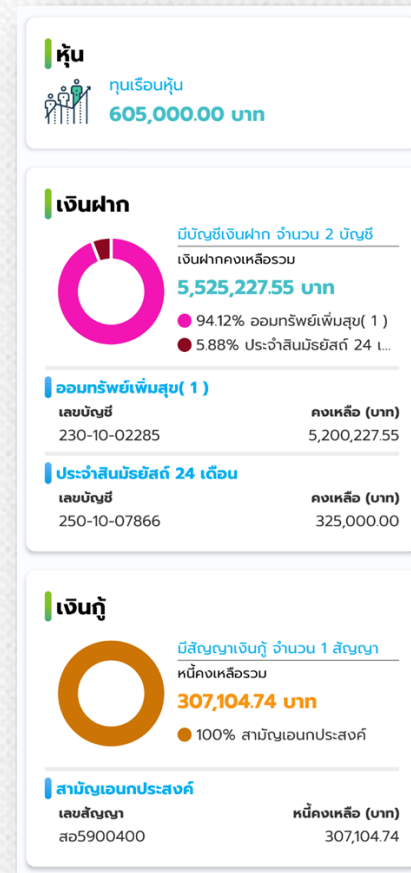 หุ้น
ทุนเรือนหุ้น
605,000.00 บาท
เงินฝาก
มีบัญชีเงินฝาก จำนวน 2 บัญชี
เงินฝากคงเหลือรวม
5,525,227.55 บาท
94.12% ออมทรัพย์เพิ่มสุข( 1 )
5.88% ประจำสินมัธยัสถ์ 24 เ...
ออมทรัพย์เพิ่มสุข( 1 )
เลขบัญชี คงเหลือ (บาท)
230-10-02285 5,200,227.55
ประจำสินมัธยัสถ์ 24 เดือน
เลขบัญชี คงเหลือ (บาท)
250-10-07866 325,000.00
เงินกู้
มีสัญญาเงินกู้ จำนวน 1 สัญญา
หนี้คงเหลือรวม
307,104.74 บาท
100% สามัญเอนกประสงค์
สามัญเอนกประสงค์
เลขสัญญา หนี้คงเหลือ (บาท)
สอ5900400 307,104.74